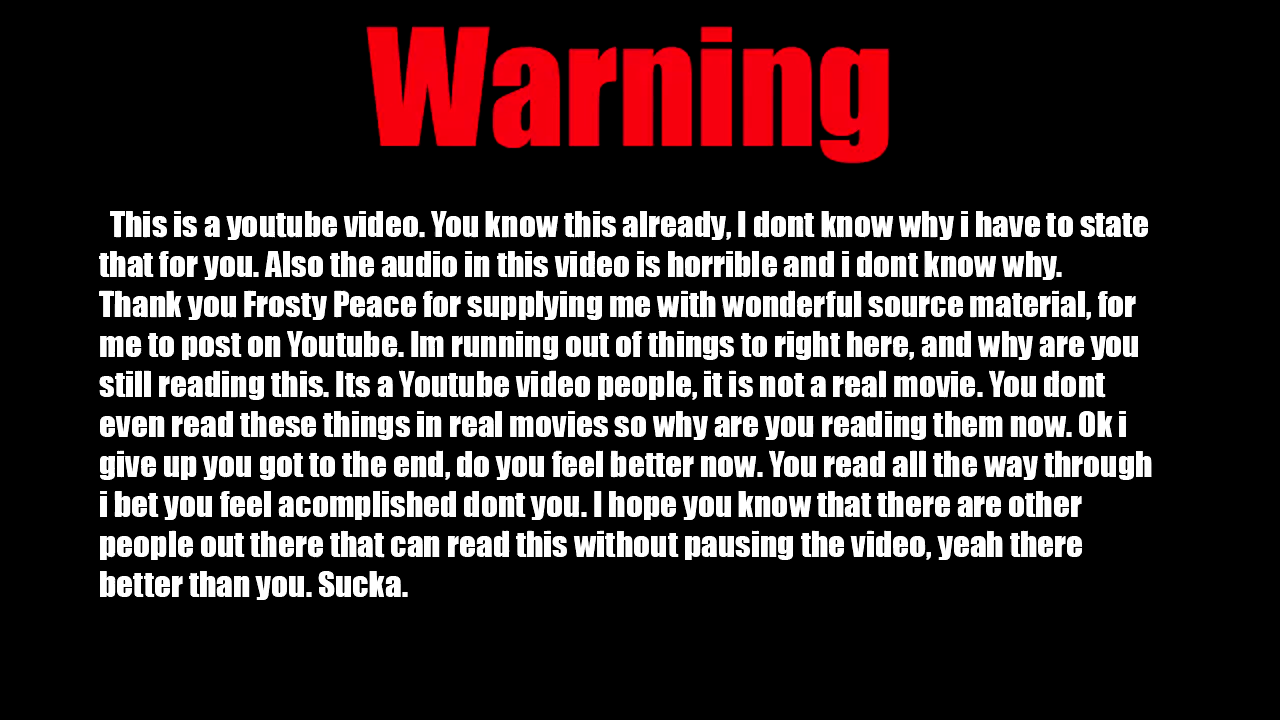 Warning
This is a youtube video. You know this already, I dont know why i have to state
that for you. Also the audio in this video is horrible and i dont know why.
Thank you Frosty Peace for supplying me with wonderful source material, for
me to post on Youtube. Im running out of things to right here, and why are you
still reading this. Its a Youtube video people, it is not a real movie. You dont
even read these things in real movies so why are you reading them now. Ok i
give up you got to the end, do you feel better now. You read all the way through
i bet you feel acomplished dont you. I hope you know that there are other
people out there that can read this without pausing the video, yeah there
better than you. Sucka.